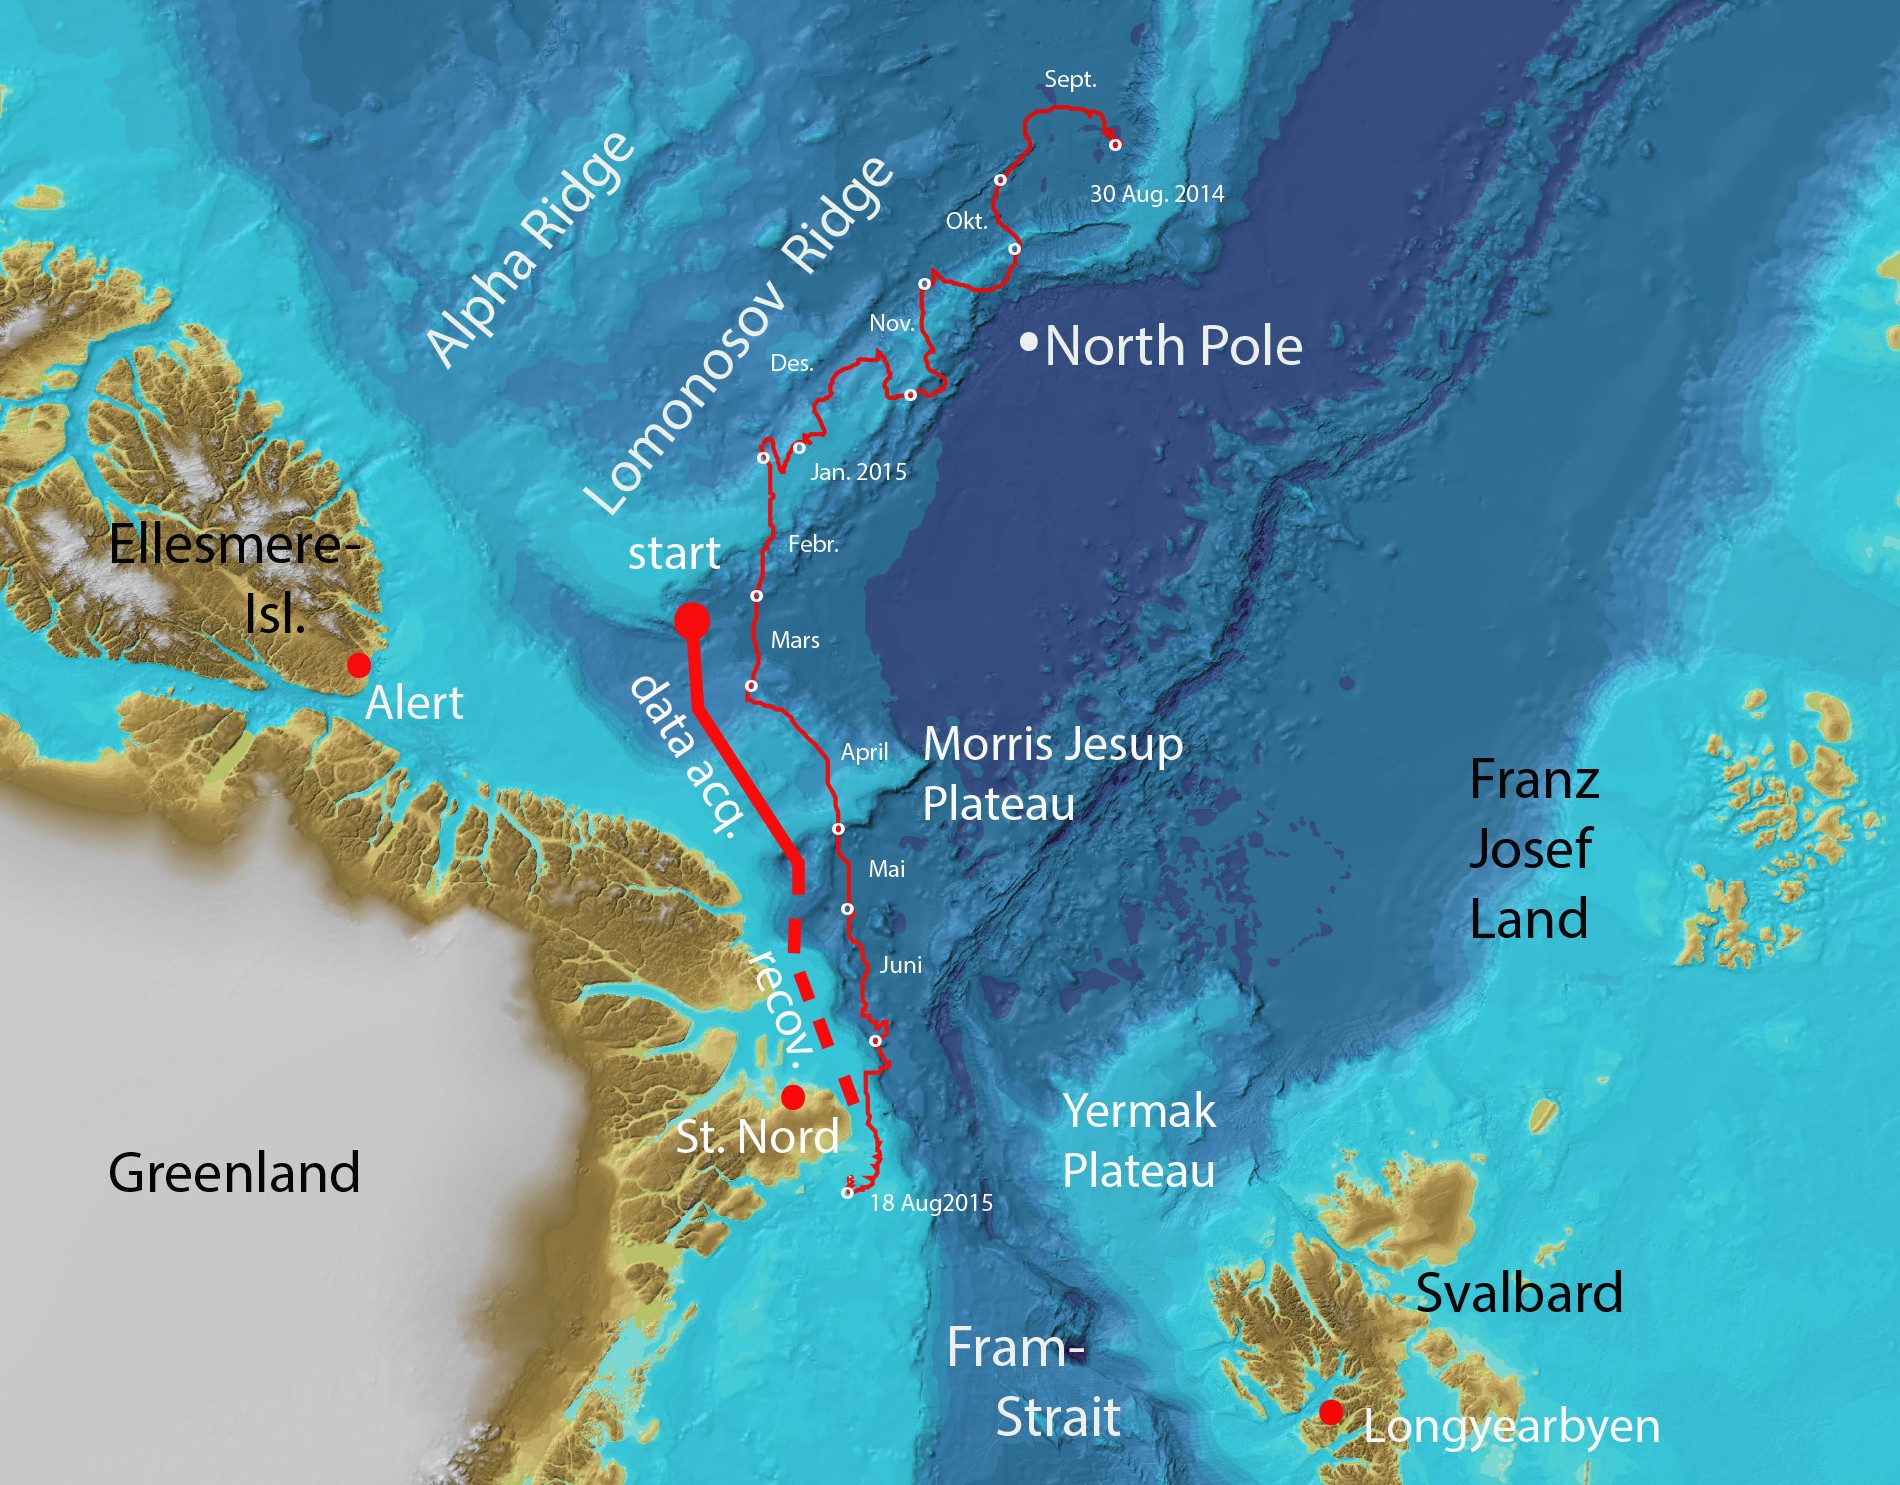 Sept.
30 Aug. 2014
Alpha Ridge
Lomonosov Ridge
Okt.
Nov.
North Pole
Des.
Jan. 2015
start
Febr.
Ellesmere-
Isl.
Mars
Alert
data acq.
April
Morris Jesup
Plateau
Franz
Josef
Land
Mai
Juni
recov.
St. Nord
Yermak
Plateau
Greenland
18 Aug2015
Svalbard
Fram-
Strait
Longyearbyen